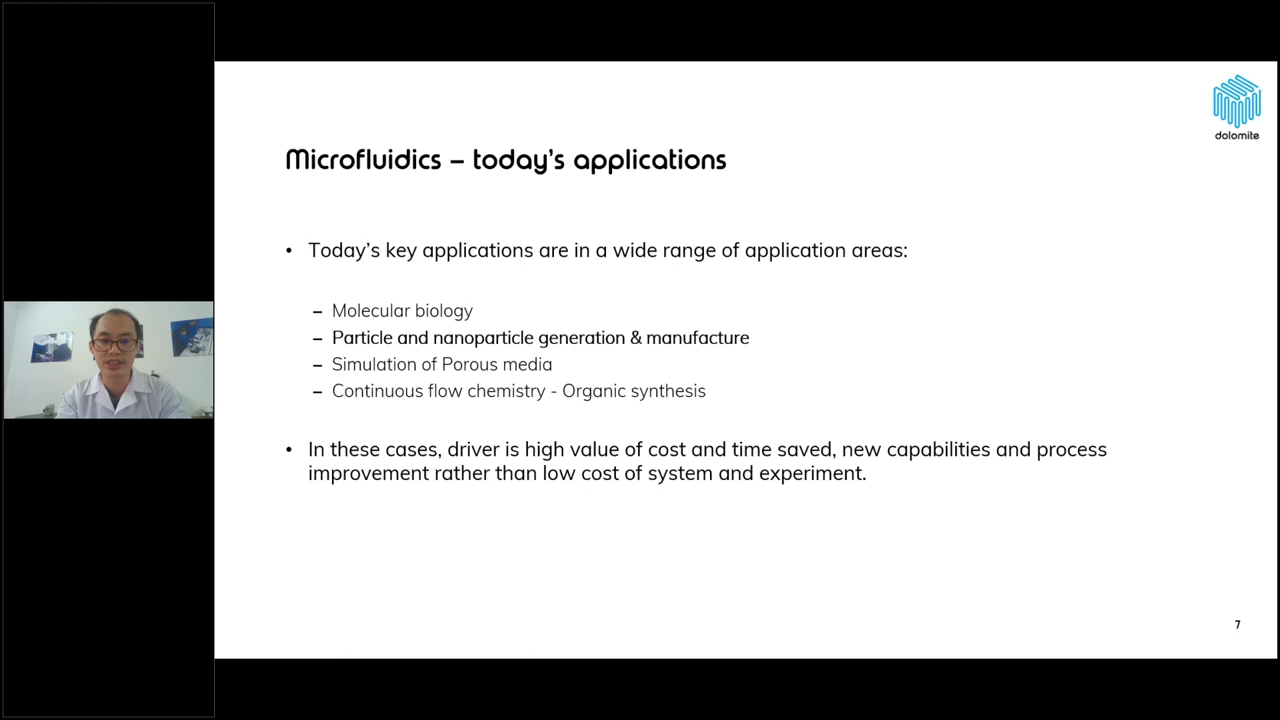 dolomite
Microfluidics – today's applications
• Today's key applications are in a wide range of application areas:
– Molecular biology
– Particle and nanoparticle generation & manufacture
– Simulation of Porous media
– Continuous flow chemistry - Organic synthesis
• In these cases, driver is high value of cost and time saved, new capabilities and process
improvement rather than low cost of system and experiment.
7